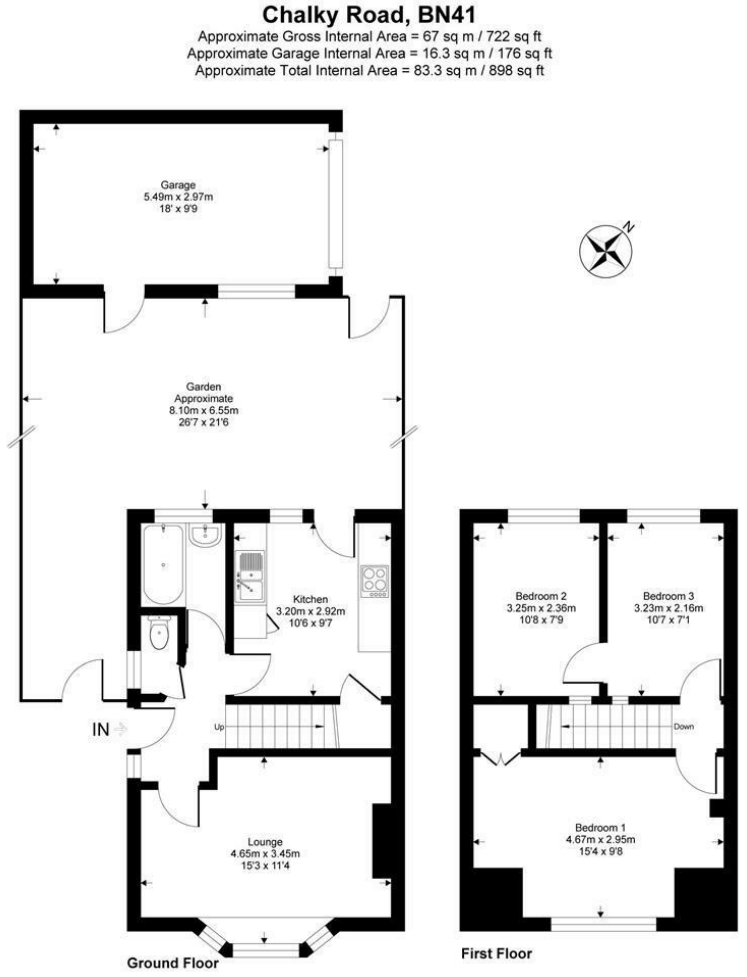 Chalky Road, BN41
Approximate Gross Internal Area = 67 sq m / 722 sq ft
Approximate Garage Internal Area = 16.3 sq m / 176 sq ft
Approximate Total Internal Area = 83.3 sq m / 898 sq ft
Garage
5.49m x 2.97m
18' x 9'9
N
Garden
Approximate
8.10m x 6.55m
26'7 x 21'6
Kitchen
3.20m x 2.92m
10'6 x 9'7
Bedroom 2
3.25m x 2.36m
10'8 x 7'9
Bedroom 3
3.23m x 2.16m
10'7 x 7'1
IN
Up
Down
Lounge
4.65m x 3.45m
15'3 x 11'4
Bedroom 1
4.67m x 2.95m
15'4 x 9'8
Ground Floor
First Floor